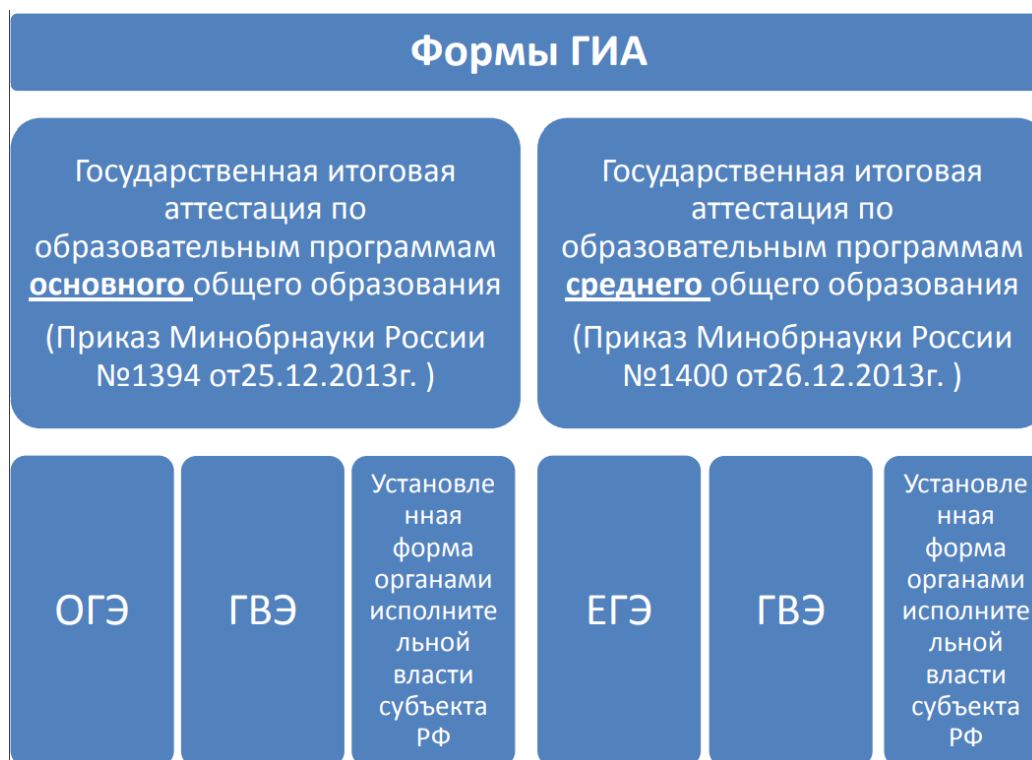 Формы ГИА
Государственная итоговая
аттестация по
образовательным программам
основного общего образования
(Приказ Минобрнауки России
№1394 от25.12.2013г. )
Государственная итоговая
аттестация по
образовательным программам
среднего общего образования
(Приказ Минобрнауки России
№1400 от26.12.2013г. )
ОГЭ
ГВЭ
Установле
нная
форма
органами
исполните
льной
власти
субъекта
РФ
ЕГЭ
ГВЭ
Установле
нная
форма
органами
исполните
льной
власти
субъекта
РФ